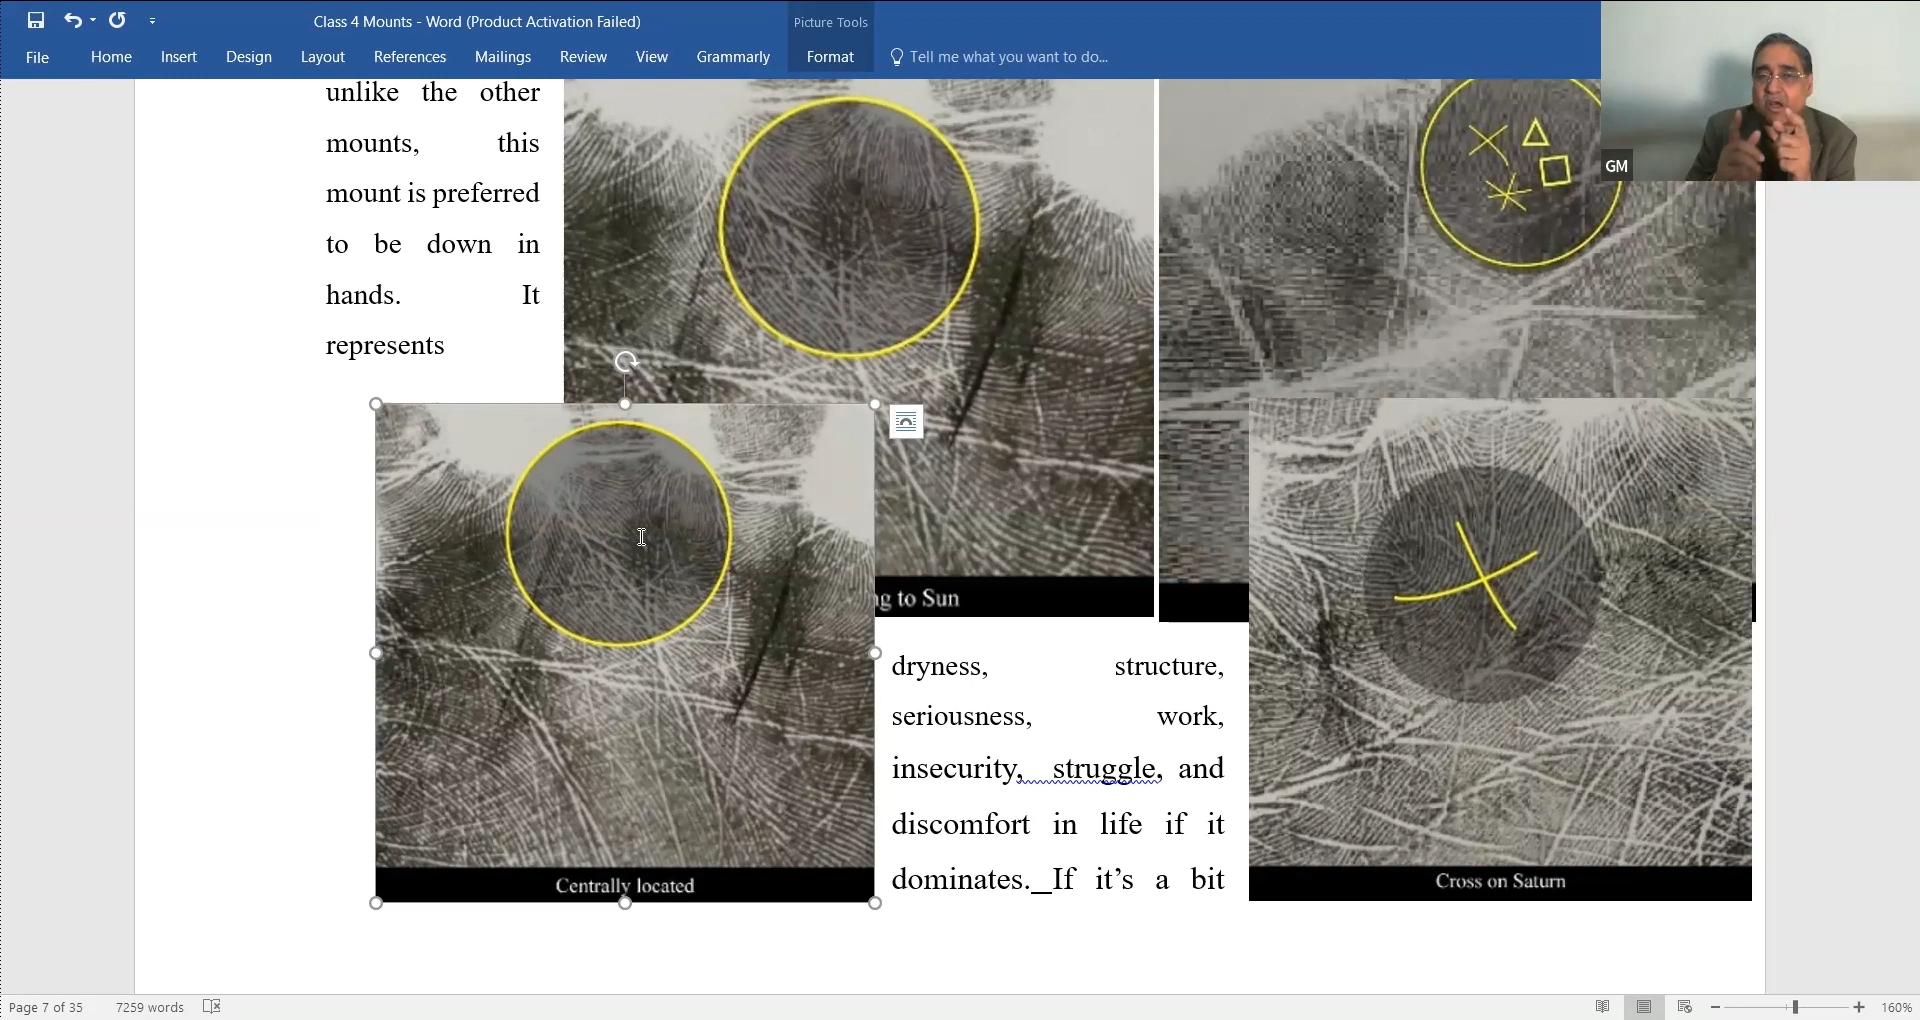 Class 4 Mounts - Word (Product Activation Failed)
Picture Tools
File
Home
Insert
Design
Layout
References
Mailings
Review
View
Grammarly
Format
Tell me what you want to do...
GM
unlike the other
mounts, this
mount is preferred
to be down in
hands. It
represents
to Sun
Centrally located
dryness, structure,
seriousness, work,
insecurity, struggle, and
discomfort in life if it
dominates. If it’s a bit
Cross on Saturn
Page 7 of 35
7259 words
160%